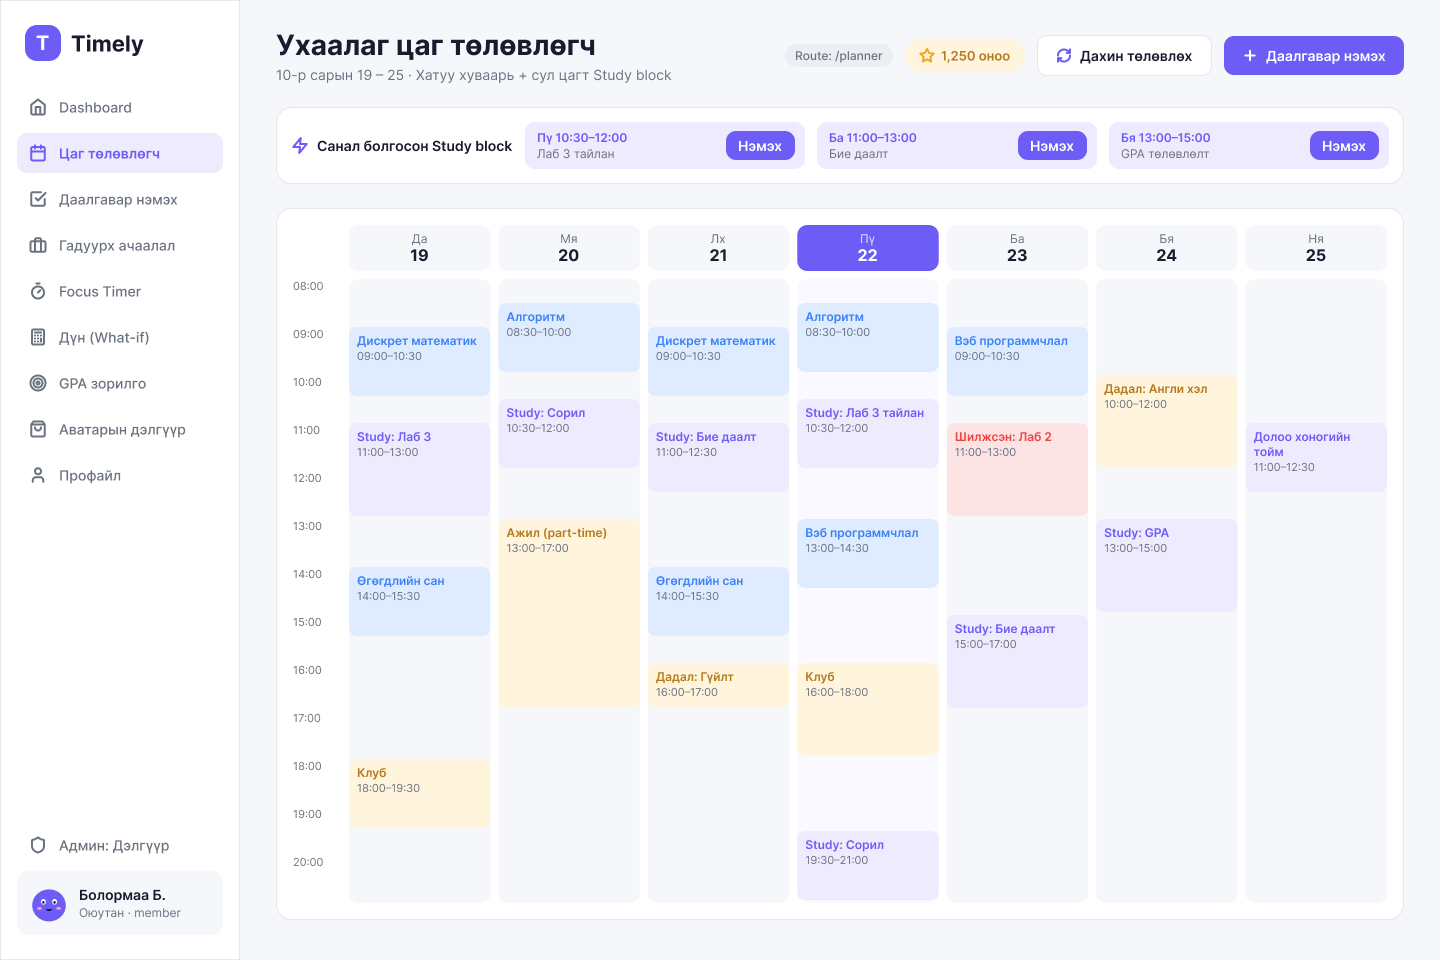 T Timely
Dashboard
Цаг төлөвлөгч
Даалгавар нэмэх
Гадуурх ачаалал
Focus Timer
Дүн (What-if)
GPA зорилго
Аватарын дэлгүүр
Профайл
Админ: Дэлгүүр
Болормаа Б.
Оюутан · member
Ухаалаг цаг төлөвлөгч
10-р сарын 19 – 25 · Хатуу хуваарь + сул цагт Study block
Route: /planner
1,250 оноо
Дахин төлөвлөх
Даалгавар нэмэх
Санал болгосон Study block
Пү 10:30–12:00
Лаб 3 тайлан
Нэмэх
Ба 11:00–13:00
Бие даалт
Нэмэх
Бя 13:00–15:00
GPA төлөвлөлт
Нэмэх
Да
19
Мя
20
Лх
21
Пү
22
Ба
23
Бя
24
Ня
25
08:00
09:00
10:00
11:00
12:00
13:00
14:00
15:00
16:00
17:00
18:00
19:00
20:00
Дискрет математик
09:00–10:30
Study: Лаб 3
11:00–13:00
Өгөгдлийн сан
14:00–15:30
Клуб
18:00–19:30
Алгоритм
08:30–10:00
Study: Сорил
10:30–12:00
Ажил (part-time)
13:00–17:00
Дискрет математик
09:00–10:30
Study: Бие даалт
11:00–12:30
Өгөгдлийн сан
14:00–15:30
Дадал: Гүйлт
16:00–17:00
Алгоритм
08:30–10:00
Study: Лаб 3 тайлан
10:30–12:00
Вэб программчлал
13:00–14:30
Клуб
16:00–18:00
Study: Сорил
19:30–21:00
Вэб программчлал
09:00–10:30
Шилжсэн: Лаб 2
11:00–13:00
Study: Бие даалт
15:00–17:00
Дадал: Англи хэл
10:00–12:00
Study: GPA
13:00–15:00
Долоо хоногийн
тойм
11:00–12:30